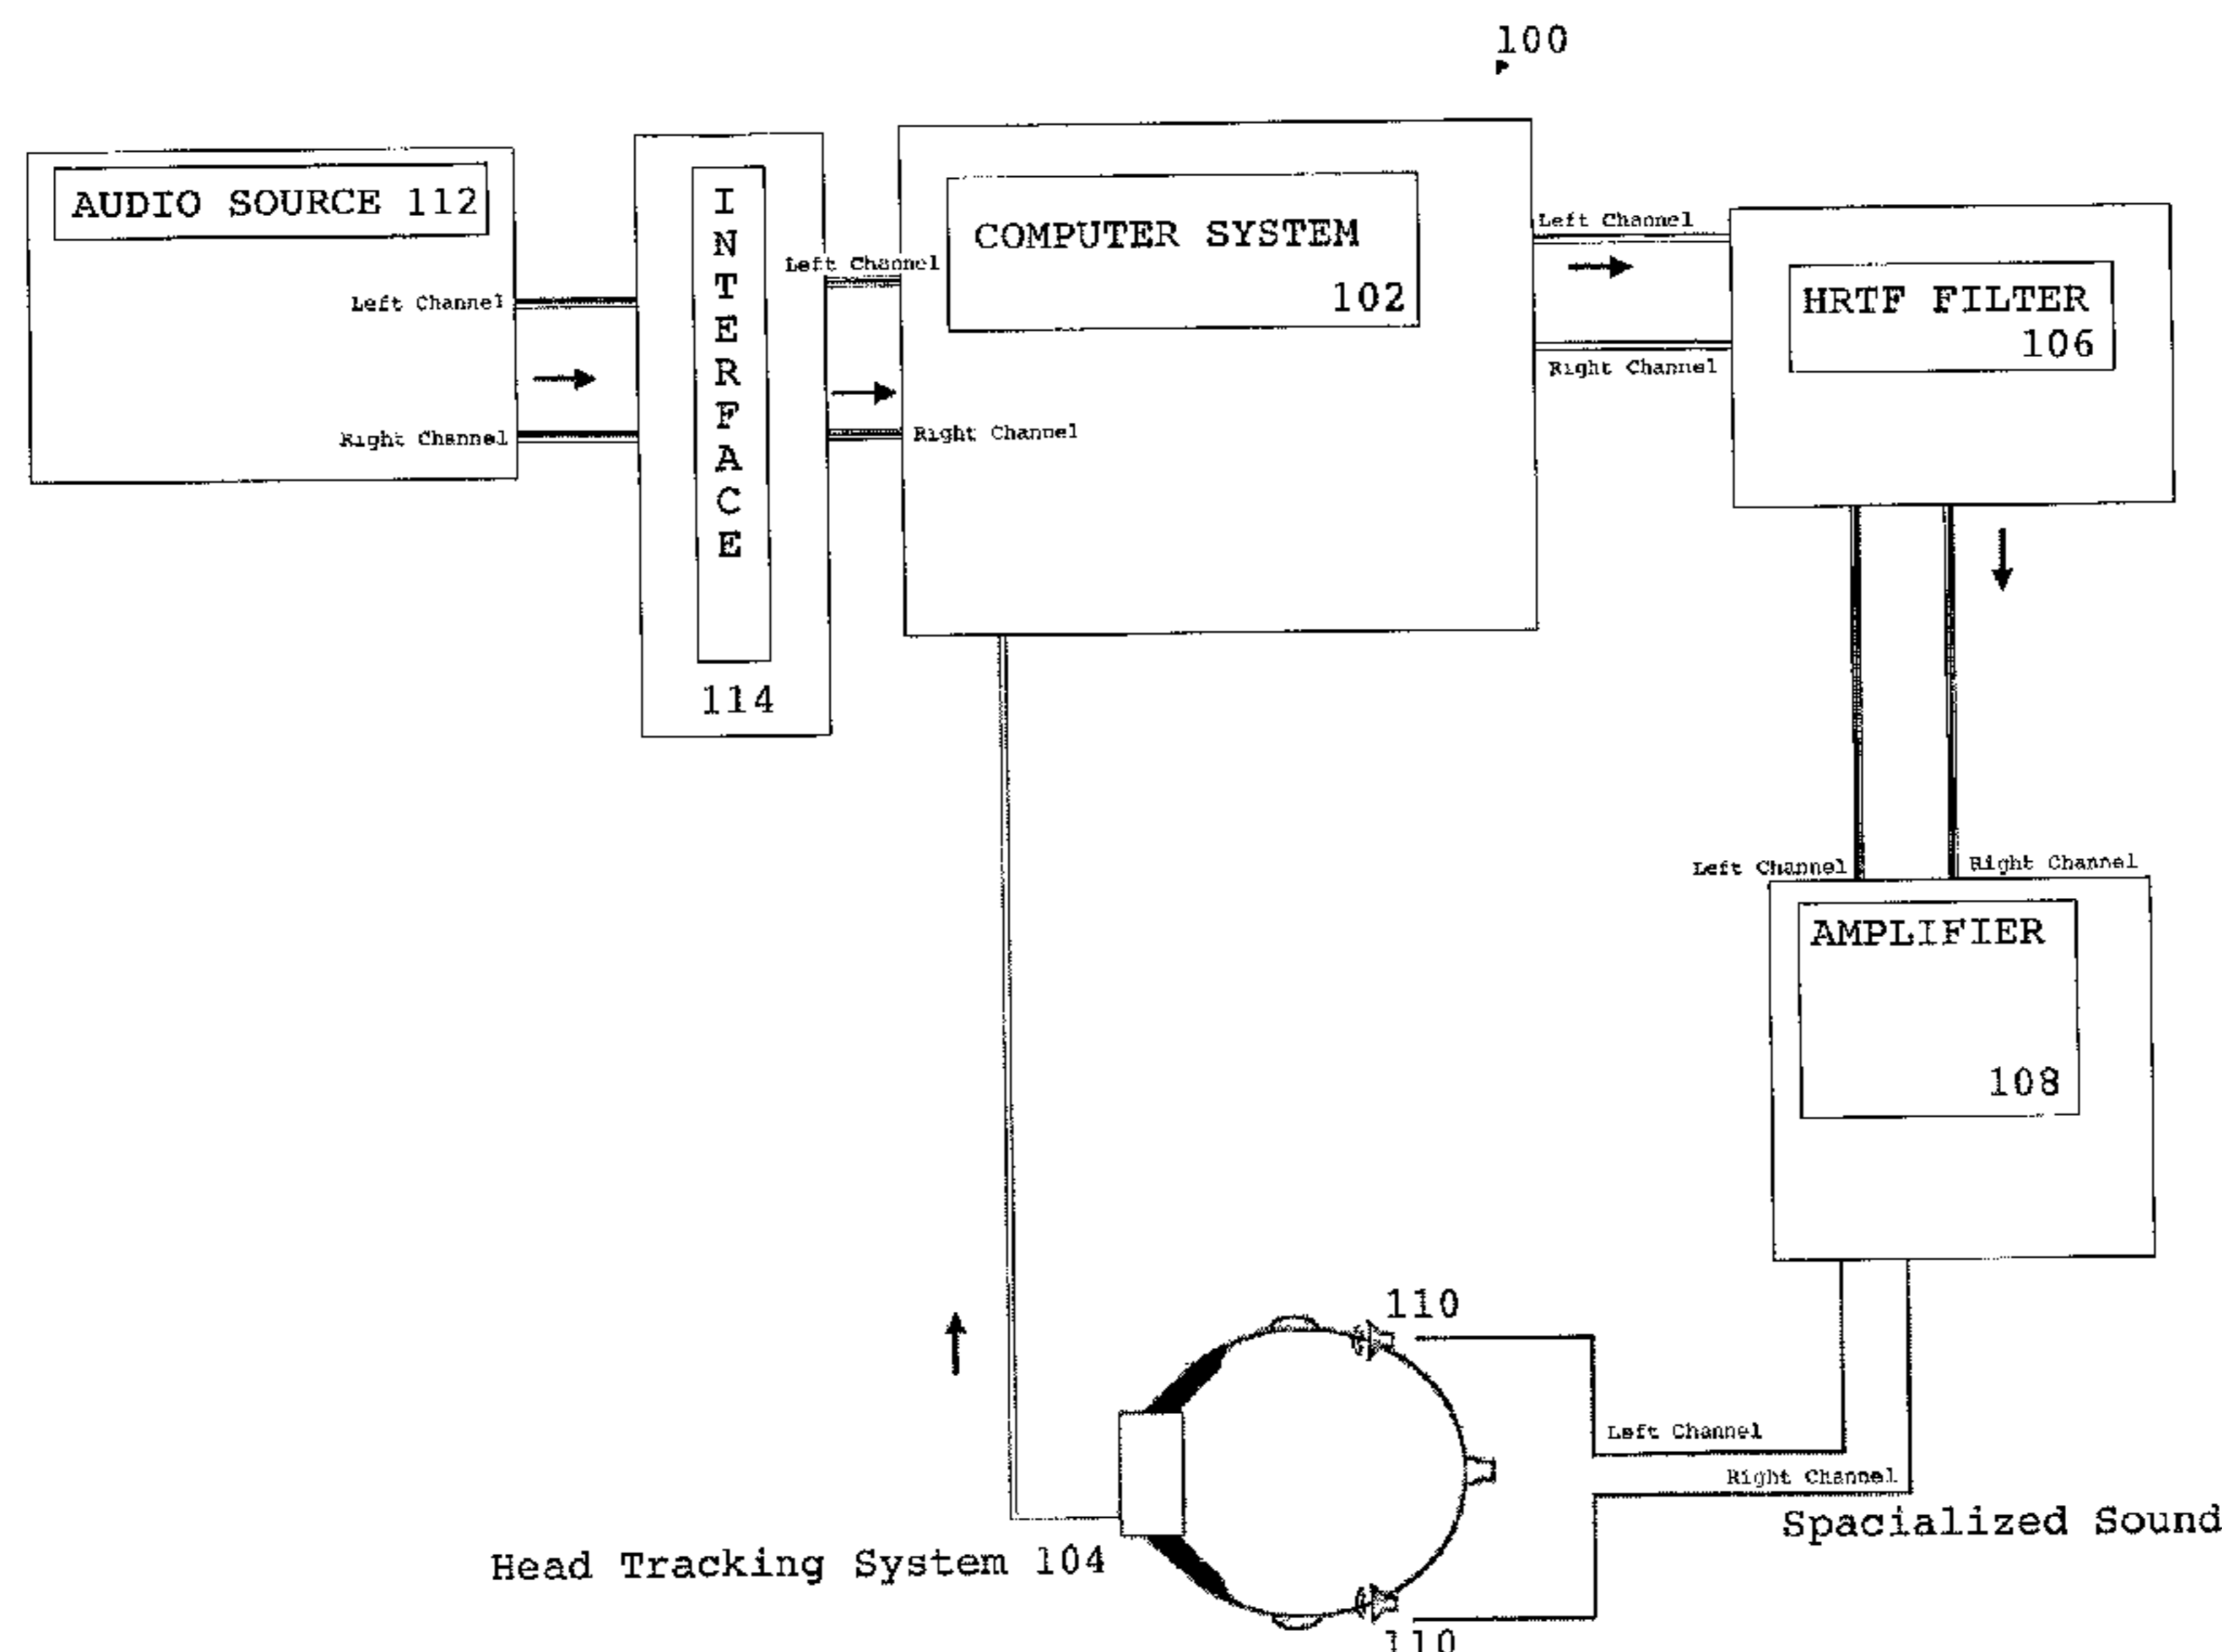 100
AUDIO SOURCE 112
Left Channel
Right Channel
INTERFACE
114
Left Channel
Right Channel
COMPUTER SYSTEM
102
Left Channel
Right Channel
HRTF FILTER
106
Left Channel
Right Channel
AMPLIFIER
108
110
Left Channel
Right Channel
Spacialized Sound
Head Tracking System 104
110